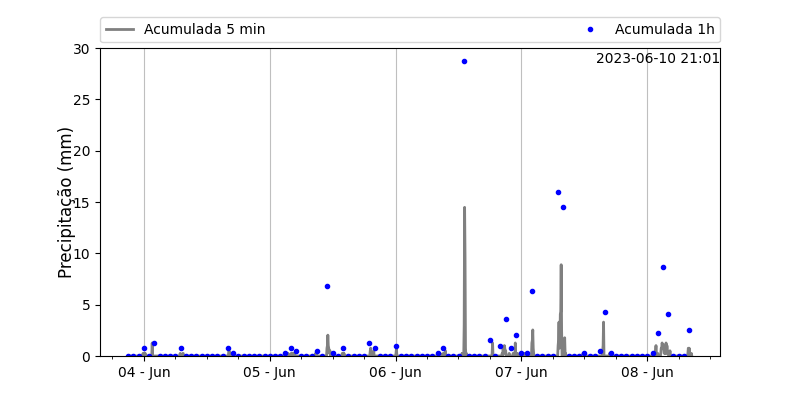 Acumulada 5 min
Acumulada 1h
2023-06-10 21:01
Precipitação (mm)
30
25
20
15
10
5
0
04 - Jun
05 - Jun
06 - Jun
07 - Jun
08 - Jun